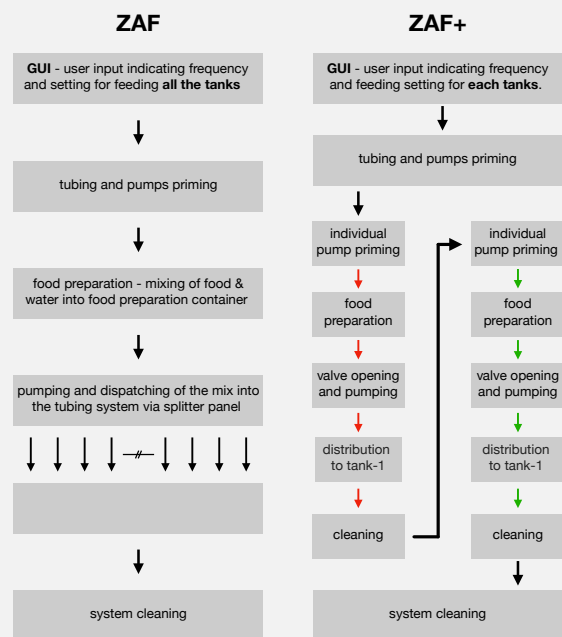 ZAF
GUI - user input indicating frequency
and setting for feeding all the tanks
tubing and pumps priming
food preparation - mixing of food &
water into food preparation container
pumping and dispatching of the mix into
the tubing system via splitter panel
system cleaning
ZAF+
GUI - user input indicating frequency
and feeding setting for each tanks.
tubing and pumps priming
individual
pump priming
food
preparation
valve opening
and pumping
distribution
to tank-1
cleaning
individual
pump priming
food
preparation
valve opening
and pumping
distribution
to tank-1
cleaning
system cleaning